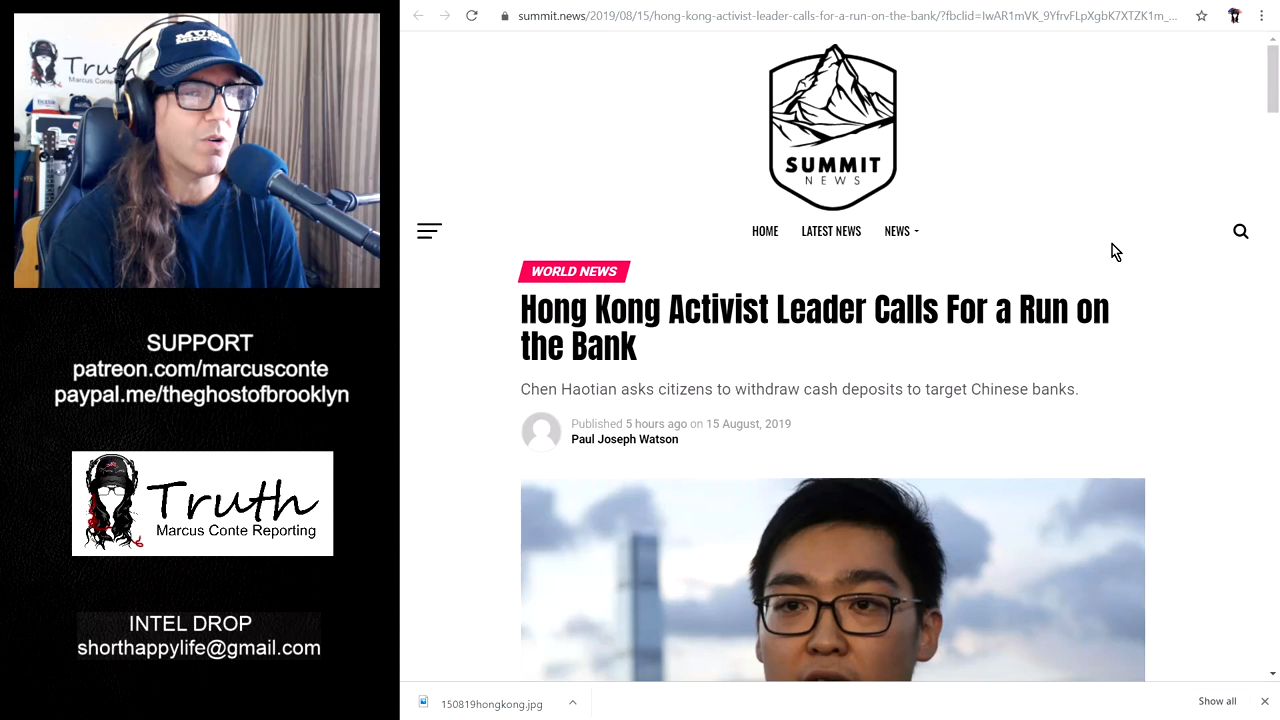 MUSK
Truth
Marcus Conte
SUPPORT
patreon.com/marcusconte
paypal.me/theghostofbrooklyn
Truth
Marcus Conte Reporting
INTEL DROP
shorthappylife@gmail.com
summit.news/2019/08/15/hong-kong-activist-leader-calls-for-a-run-on-the-bank/?fbclid=IwAR1mVK_9YfrvFLpXgbK7XTZK1m_...
SUMMIT
NEWS
HOME LATEST NEWS NEWS
WORLD NEWS
Hong Kong Activist Leader Calls For a Run on
the Bank
Chen Haotian asks citizens to withdraw cash deposits to target Chinese banks.
Published 5 hours ago on 15 August, 2019
Paul Joseph Watson
150819hongkong.jpg
Show all